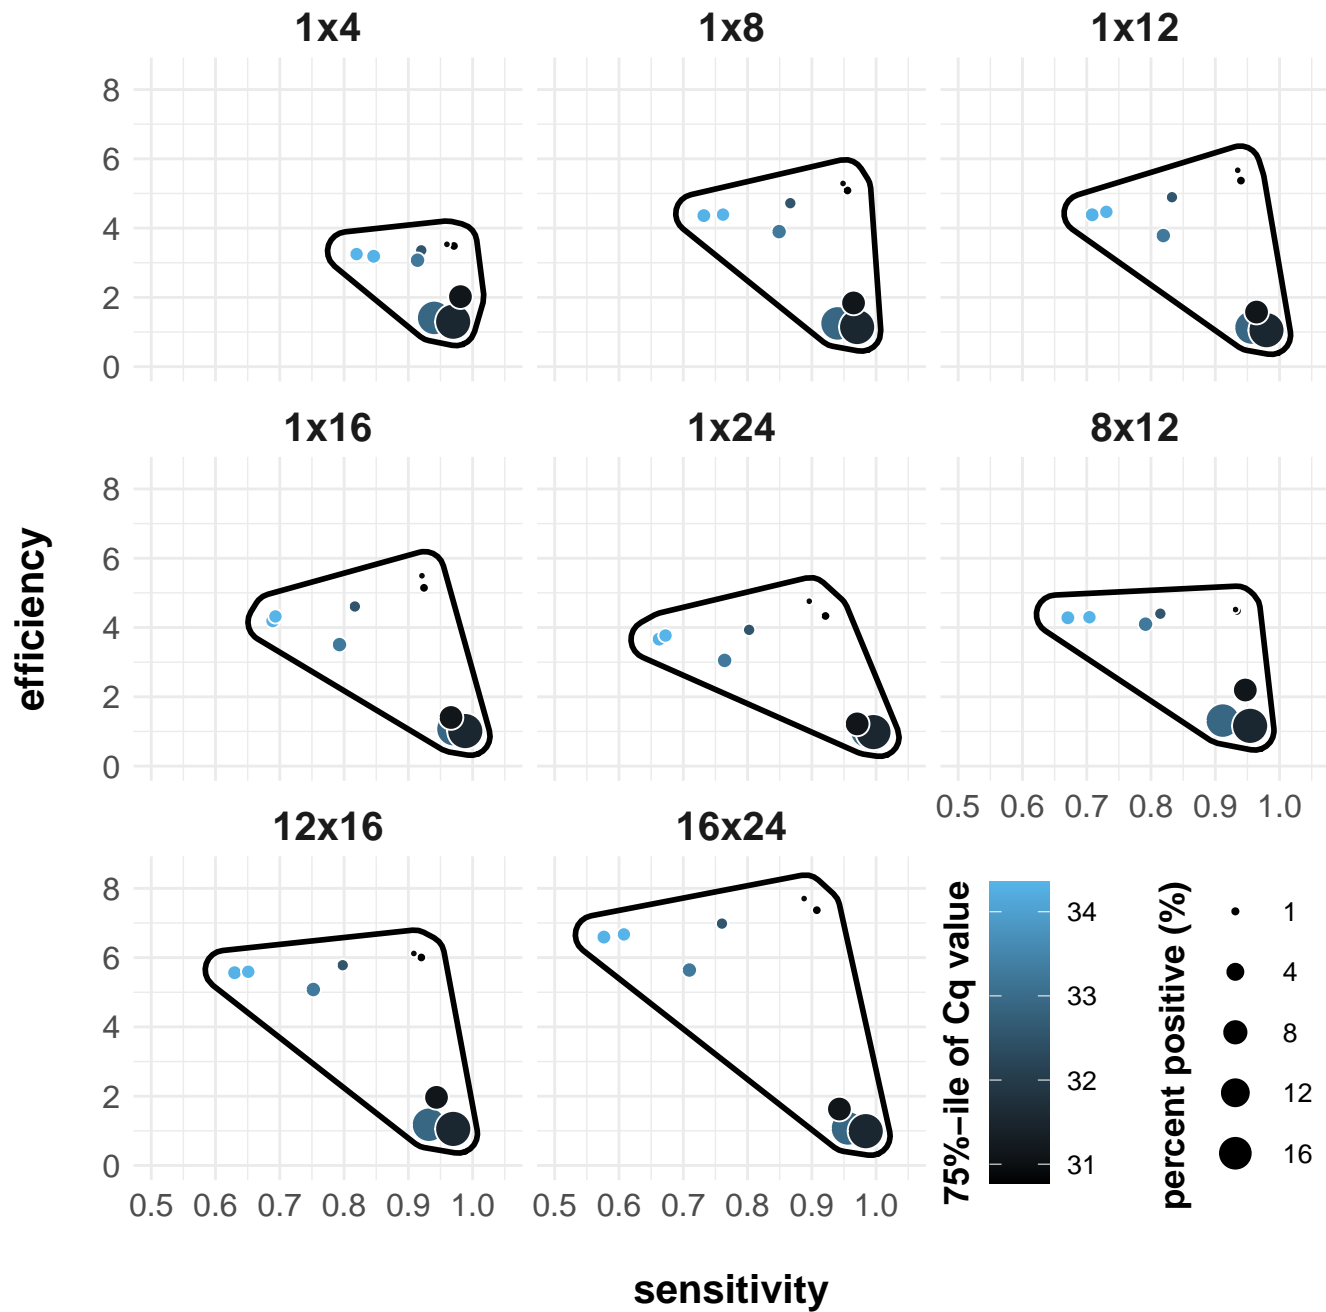 1x4
1x8
1x12
8
6
4
2
0
1x16
1x24
8x12
8
6
4
2
0
0.5 0.6 0.7 0.8 0.9 1.0
12x16
16x24
8
6
4
2
0
0.5 0.6 0.7 0.8 0.9 1.0
0.5 0.6 0.7 0.8 0.9 1.0
efficiency
sensitivity
75%−ile of Cq value
34
33
32
31
percent positive (%)
1
4
8
12
16